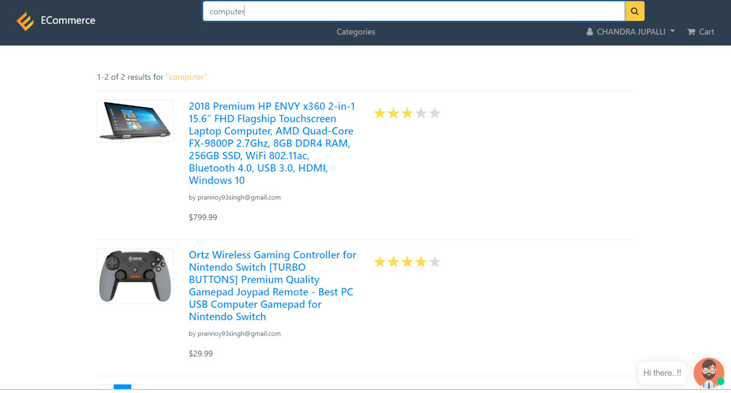 ECommerce
computer
Categories
CHANDRA JUPALLI
Cart
1-2 of 2 results for "computer"
2018 Premium HP ENVY x360 2-in-1
15.6" FHD Flagship Touchscreen
Laptop Computer, AMD Quad-Core
FX-9800P 2.7Ghz, 8GB DDR4 RAM,
256GB SSD, WiFi 802.11ac,
Bluetooth 4.0, USB 3.0, HDMI,
Windows 10
by prannoy93singh@gmail.com
$799.99
Ortz Wireless Gaming Controller for
Nintendo Switch [TURBO
BUTTONS] Premium Quality
Gamepad Joypad Remote - Best PC
USB Computer Gamepad for
Nintendo Switch
by prannoy93singh@gmail.com
$29.99
Hi there..!!